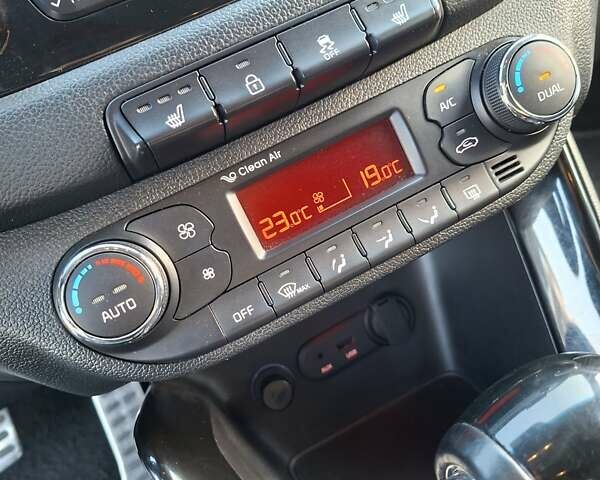 OFF
Clean Air
A/C
DUAL
23.0°C
19.0°C
AUTO
OFF
MAX